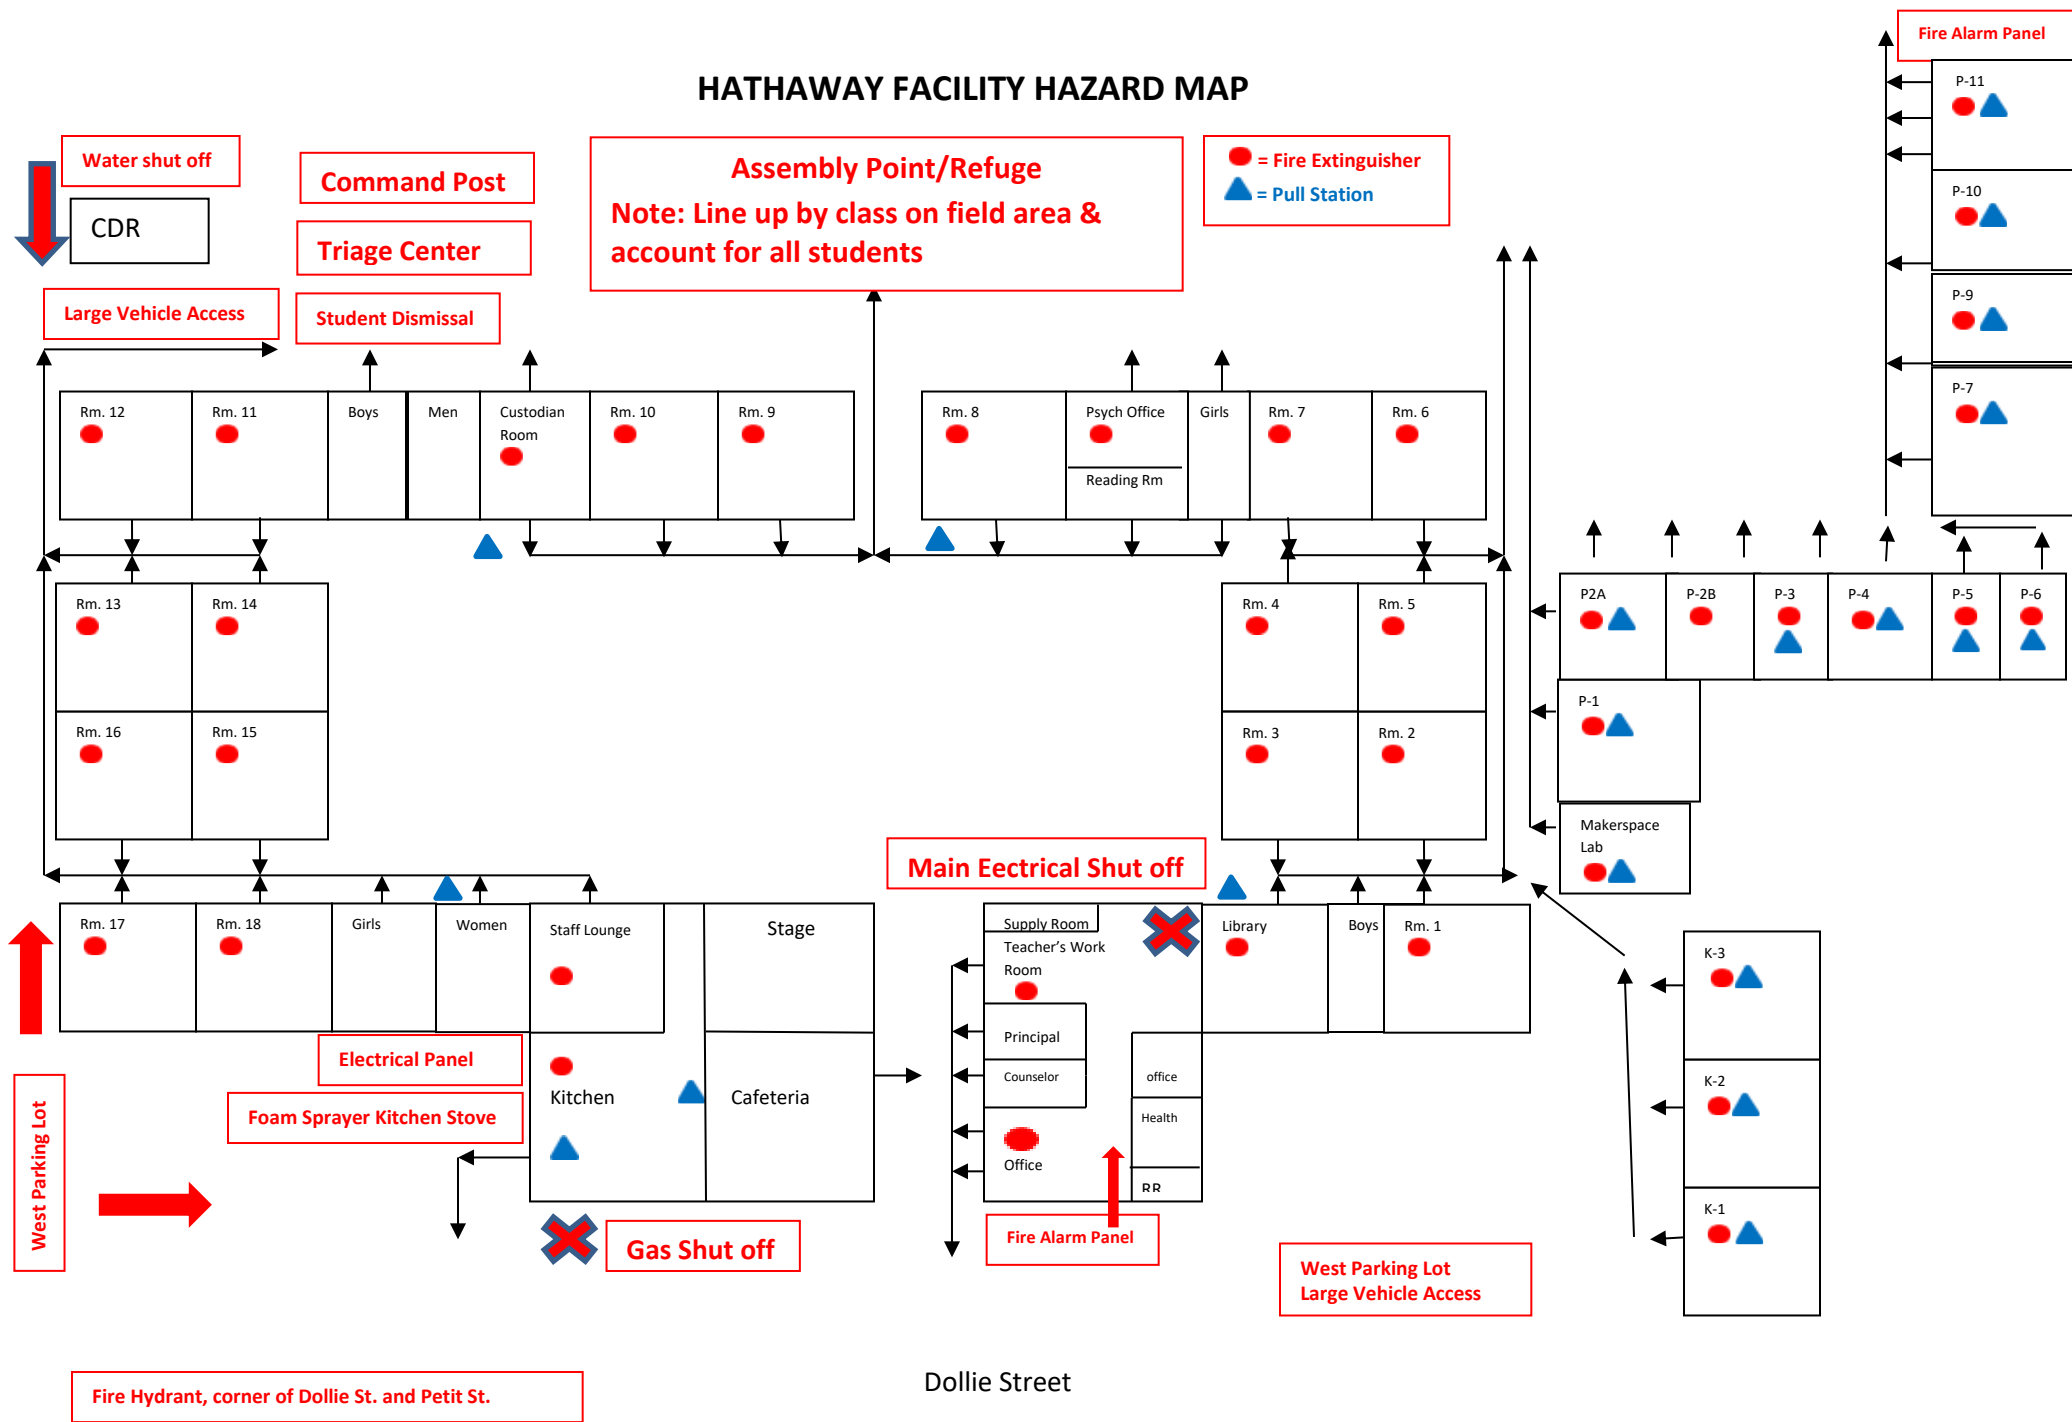 Fire Alarm Panel
HATHAWAY FACILITY HAZARD MAP
P-11
Water shut off
Command Post
Assembly Point/Refuge
Note: Line up by class on field area &
account for all students
= Fire Extinguisher
= Pull Station
CDR
Triage Center
P-10
Large Vehicle Access
Student Dismissal
P-9
P-7
Rm. 12
Rm. 11
Boys
Men
Custodian
Room
Rm. 10
Rm. 9
Rm. 8
Psych Office
Reading Rm
Girls
Rm. 7
Rm. 6
Rm. 13
Rm. 14
Rm. 4
Rm. 5
P2A
P-2B
P-3
P-4
P-5
P-6
Rm. 16
Rm. 15
Rm. 3
Rm. 2
P-1
Makerspace
Lab
Main Eectrical Shut off
Rm. 17
Rm. 18
Girls
Women
Staff Lounge
Stage
Supply Room
Teacher's Work
Room
Library
Boys
Rm. 1
K-3
Electrical Panel
Principal
Counselor
office
K-2
Foam Sprayer Kitchen Stove
Kitchen
Cafeteria
Health
West Parking Lot
Office
RR
K-1
Gas Shut off
Fire Alarm Panel
West Parking Lot
Large Vehicle Access
Dollie Street
Fire Hydrant, corner of Dollie St. and Petit St.